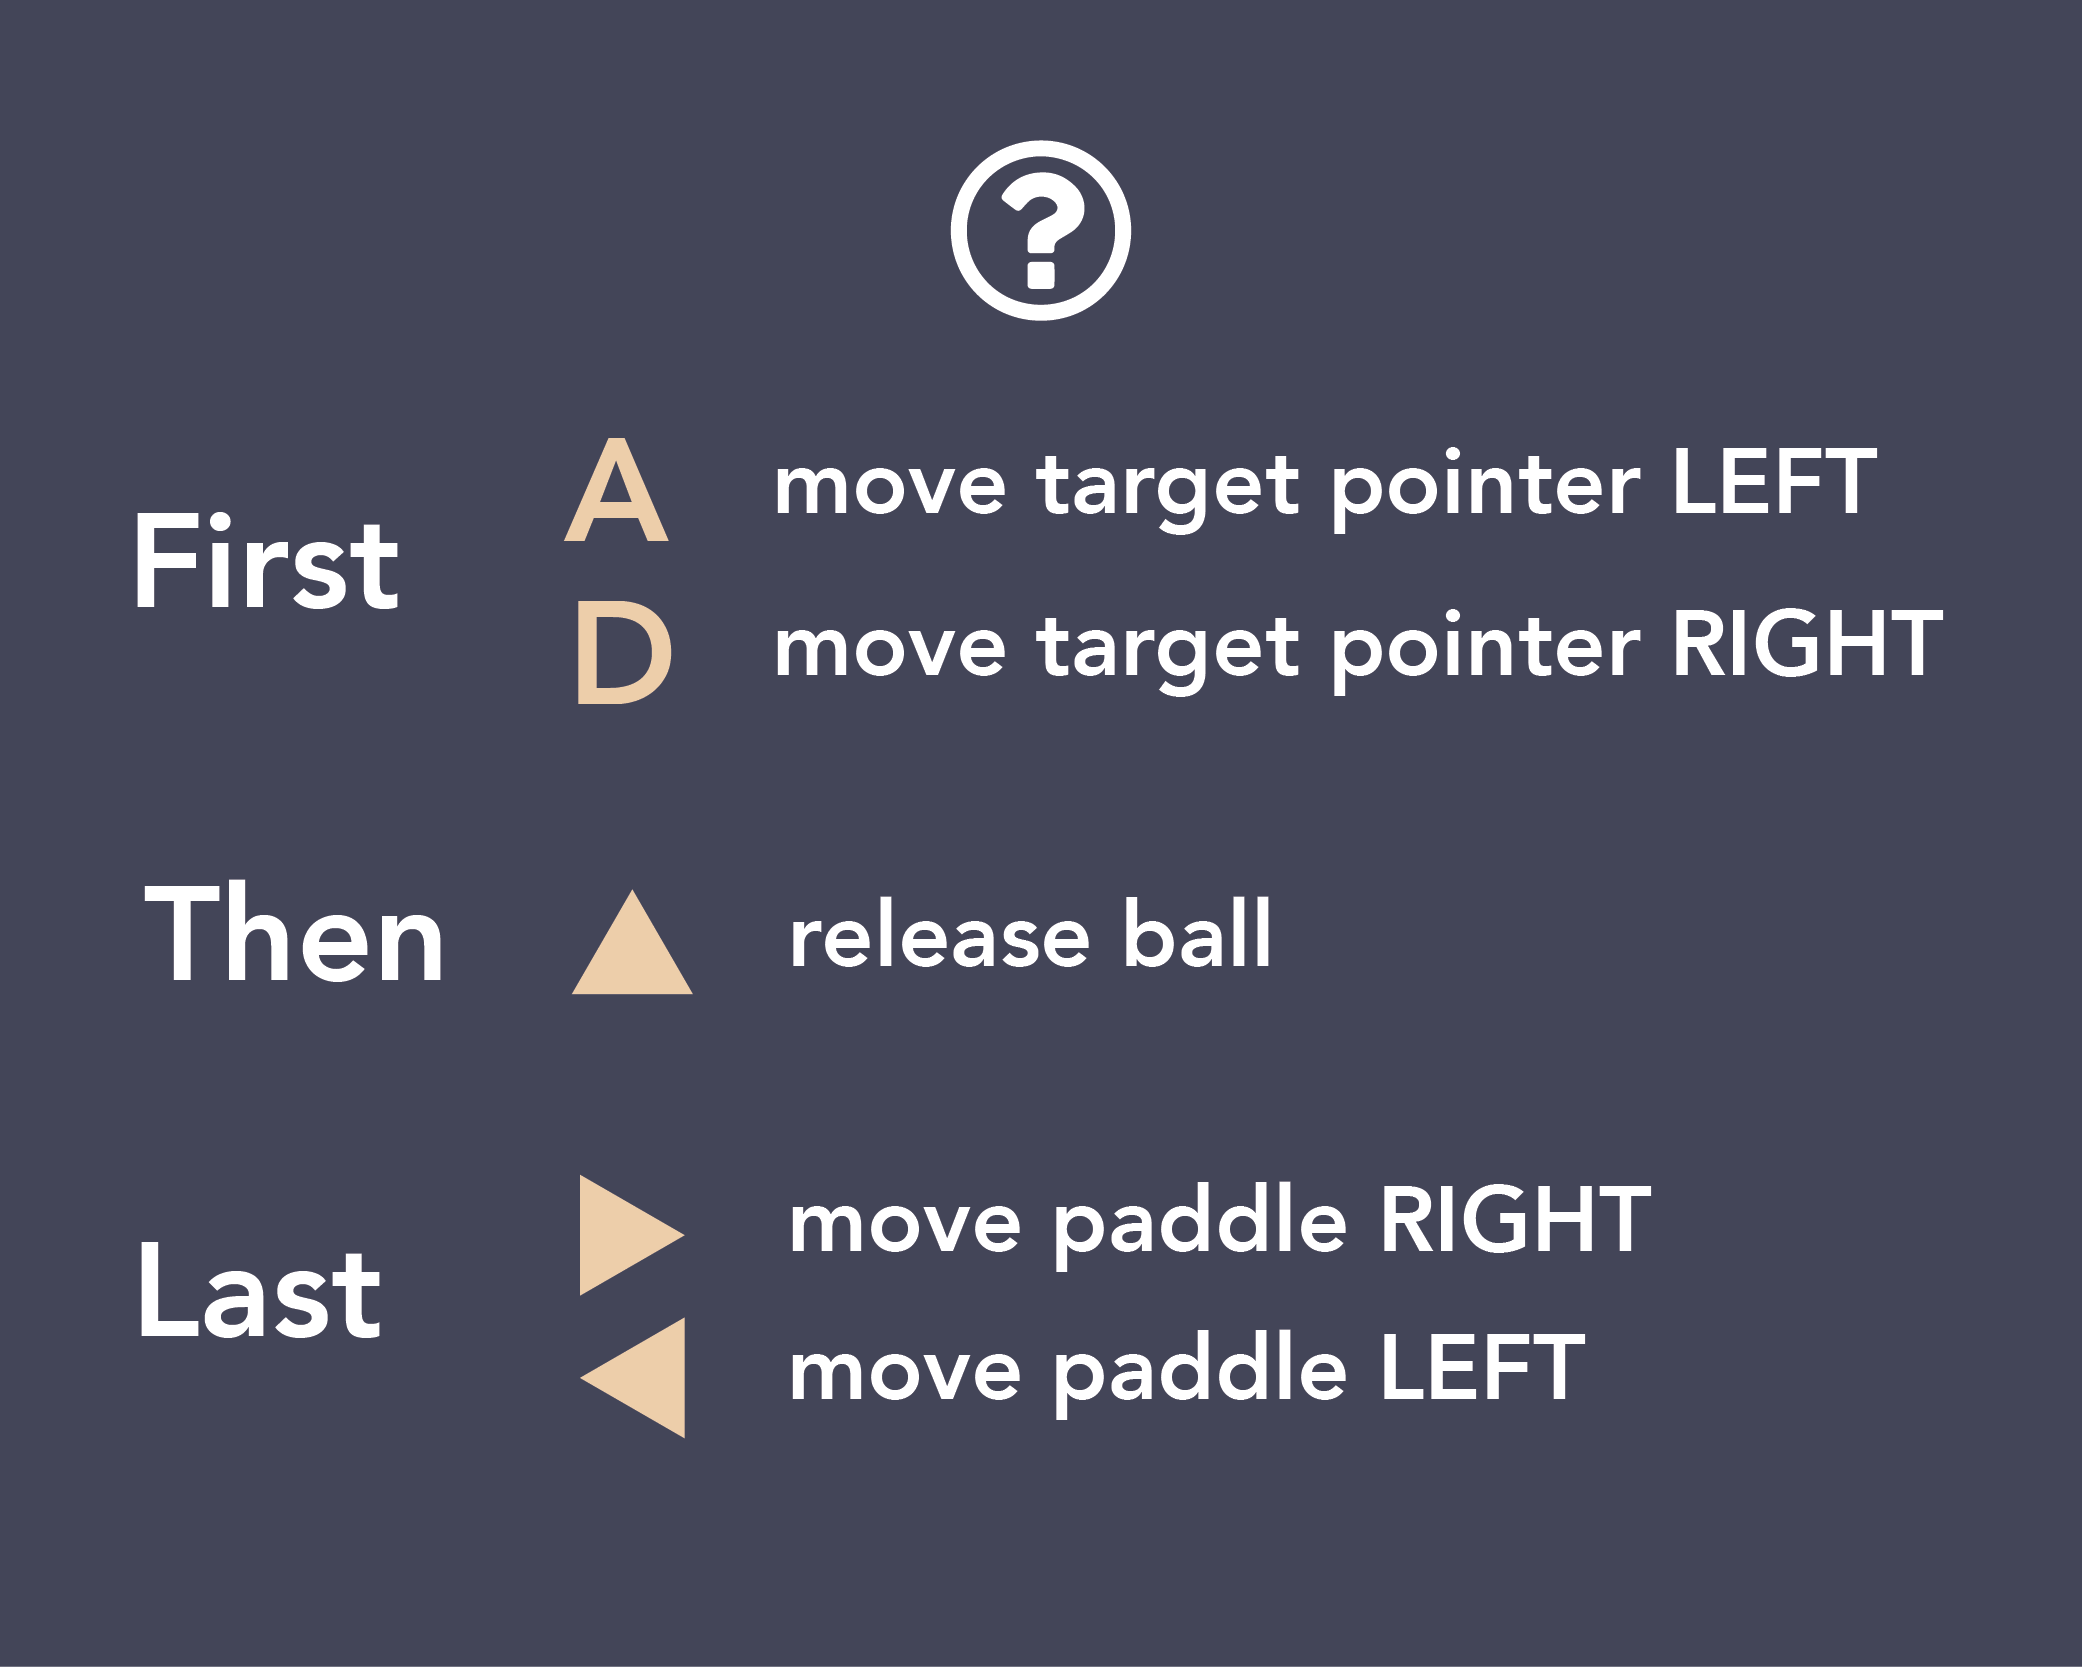 ?
First
A move target pointer LEFT
D move target pointer RIGHT
Then
release ball
Last
move paddle RIGHT
move paddle LEFT